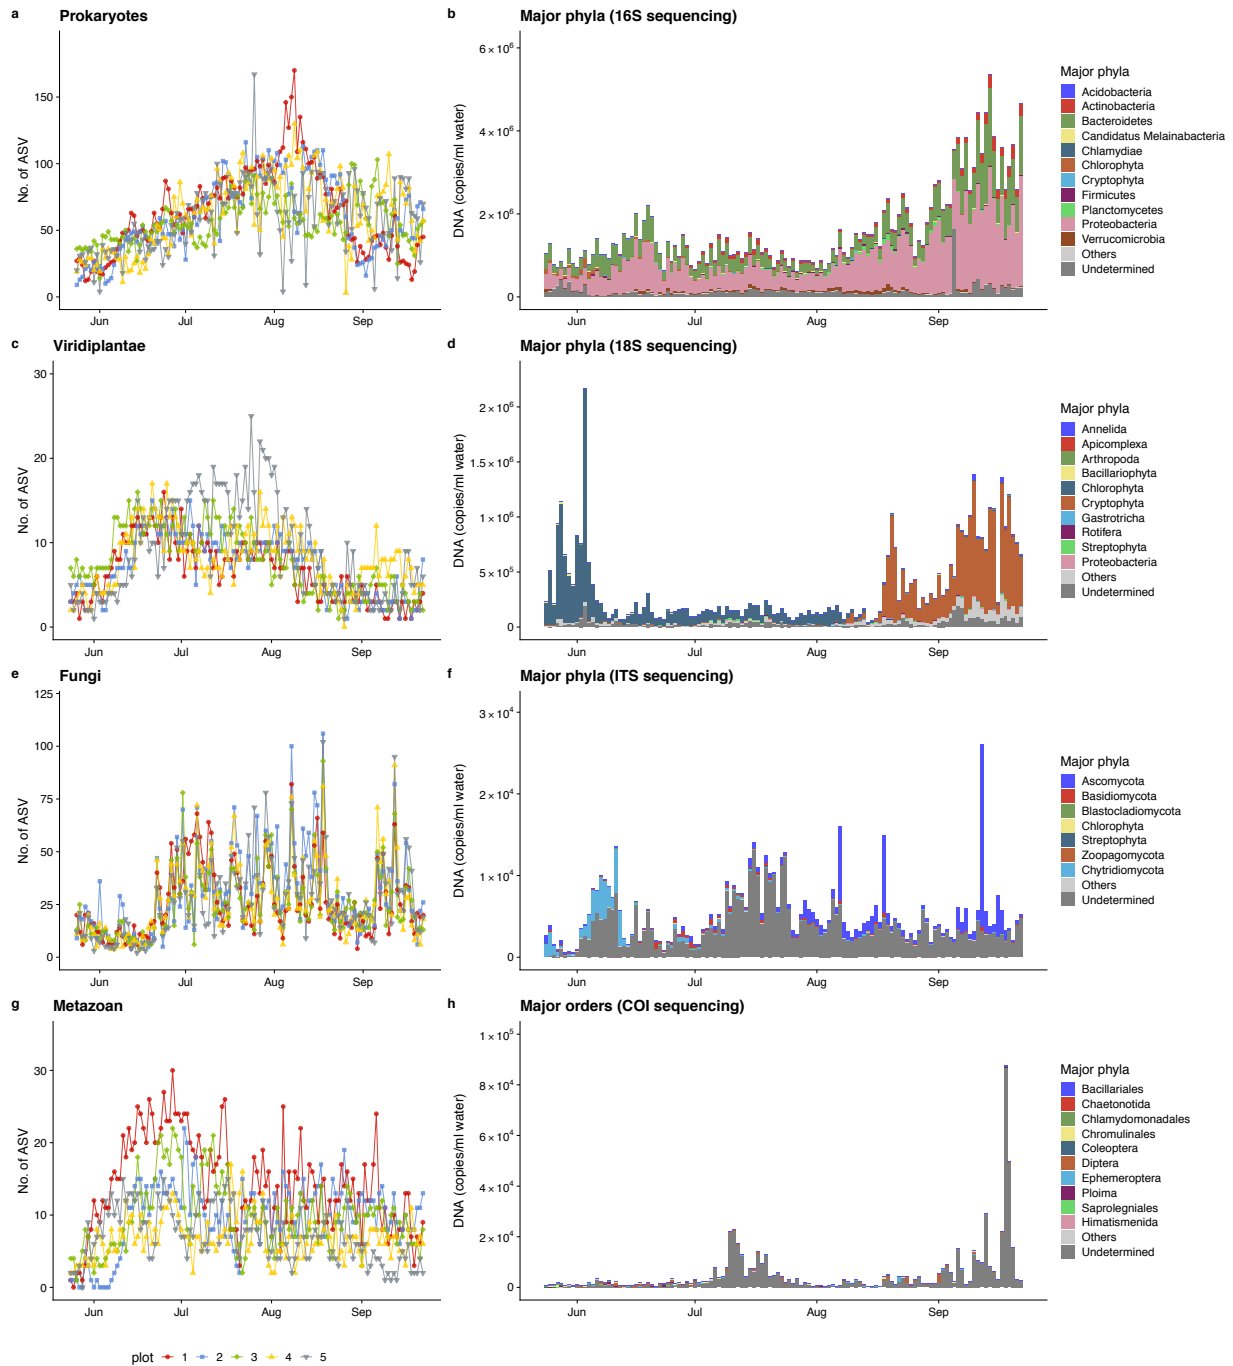 a Prokaryotes
No. of ASV
150
100
50
0
Jun Jul Aug Sep
b Major phyla (16S sequencing)
DNA (copies/ml water)
6 × 10⁶
4 × 10⁶
2 × 10⁶
0
Jun Jul Aug Sep
Major phyla
Acidobacteria
Actinobacteria
Bacteroidetes
Candidatus Melainabacteria
Chlamydiae
Chlorophyta
Cryptophyta
Firmicutes
Planctomycetes
Proteobacteria
Verrucomicrobia
Others
Undetermined
c Viridiplantae
No. of ASV
30
20
10
0
Jun Jul Aug Sep
d Major phyla (18S sequencing)
DNA (copies/ml water)
2 × 10⁶
1.5 × 10⁶
1 × 10⁶
5 × 10⁵
0
Jun Jul Aug Sep
Major phyla
Annelida
Apicomplexa
Arthropoda
Bacillariophyta
Chlorophyta
Cryptophyta
Gastrotricha
Rotifera
Streptophyta
Proteobacteria
Others
Undetermined
e Fungi
No. of ASV
125
100
75
50
25
0
Jun Jul Aug Sep
f Major phyla (ITS sequencing)
DNA (copies/ml water)
3 × 10⁴
2 × 10⁴
1 × 10⁴
0
Jun Jul Aug Sep
Major phyla
Ascomycota
Basidiomycota
Blastocladiomycota
Chlorophyta
Streptophyta
Zoopagomycota
Chytridiomycota
Others
Undetermined
g Metazoan
No. of ASV
30
20
10
0
Jun Jul Aug Sep
h Major orders (COI sequencing)
DNA (copies/ml water)
1 × 10⁵
8 × 10⁴
6 × 10⁴
4 × 10⁴
2 × 10⁴
0
Jun Jul Aug Sep
Major phyla
Bacillariales
Chaetonotida
Chlamydomonadales
Chromulinales
Coleoptera
Diptera
Ephemeroptera
Ploima
Saprolegniales
Himatismenida
Others
Undetermined
plot 1 2 3 4 5